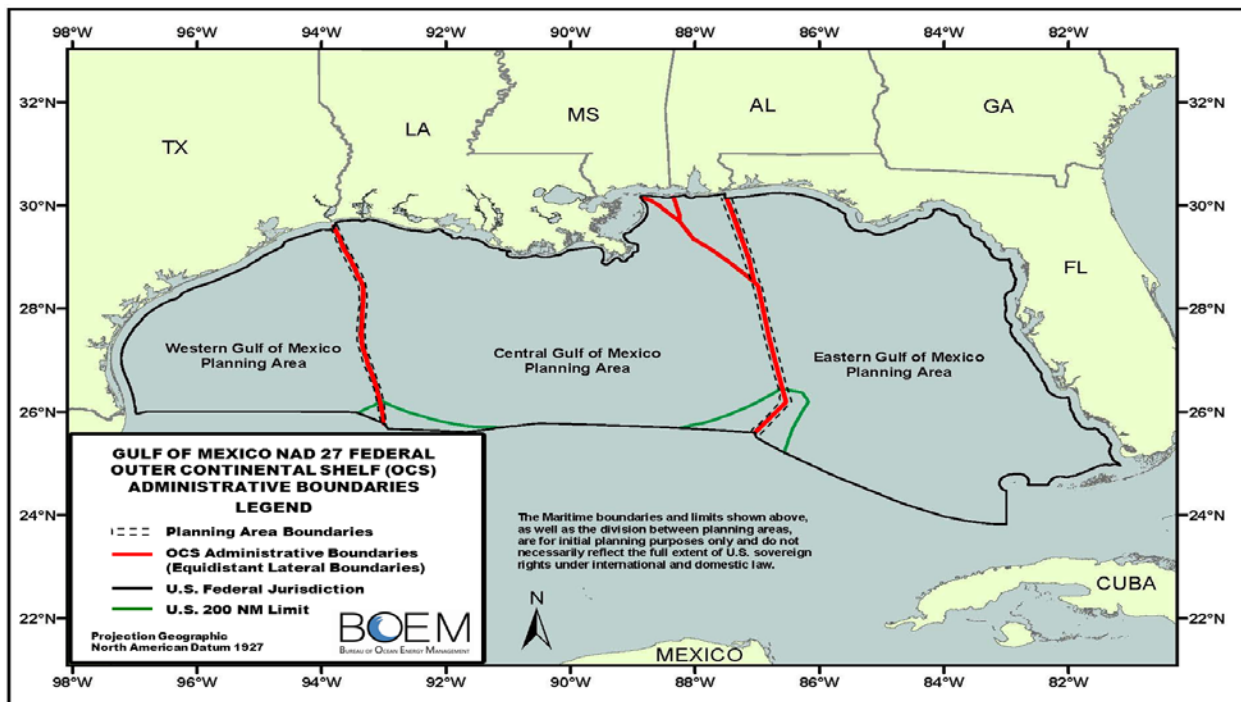 98°W 96°W 94°W 92°W 90°W 88°W 86°W 84°W 82°W
32°N 32°N
30°N 30°N
28°N 28°N
26°N 26°N
24°N
22°N 22°N
24°N
TX
LA
MS
AL
GA
FL
Western Gulf of Mexico
Planning Area
Central Gulf of Mexico
Planning Area
Eastern Gulf of Mexico
Planning Area
GULF OF MEXICO NAD 27 FEDERAL
OUTER CONTINENTAL SHELF (OCS)
ADMINISTRATIVE BOUNDARIES
LEGEND
Planning Area Boundaries
OCS Administrative Boundaries
(Equidistant Lateral Boundaries)
U.S. Federal Jurisdiction
U.S. 200 NM Limit
Projection Geographic
North American Datum 1927
BOEM
BUREAU OF OCEAN ENERGY MANAGEMENT
The Maritime boundaries and limits shown above,
as well as the division between planning areas,
are for initial planning purposes only and do not
necessarily reflect the full extent of U.S. sovereign
rights under international and domestic law.
N
CUBA
MEXICO
98°W 96°W 94°W 92°W 90°W 88°W 86°W 84°W 82°W